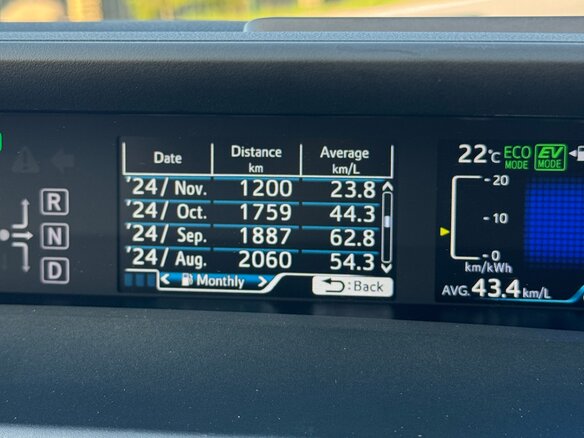 Date Distance km Average km/L
'24/ Nov. 1200 23.8
'24/ Oct. 1759 44.3
'24/ Sep. 1887 62.8
'24/ Aug. 2060 54.3
< Monthly > :Back
R
N
D
22°C ECO MODE EV MODE
20
10
0
km/kWh
AVG. 43.4 km/L